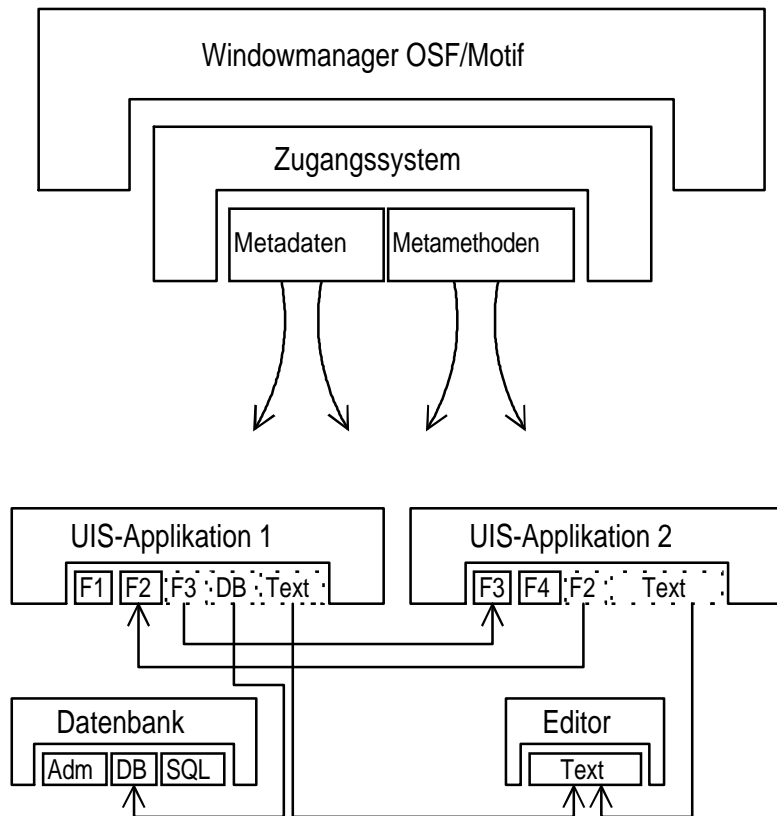 Windowmanager OSF/Motif
Zugangssystem
Metadaten Metamethoden
UIS-Applikation 1 UIS-Applikation 2
F1 F2 F3 DB Text F3 F4 F2 Text
Datenbank Editor
Adm DB SQL Text